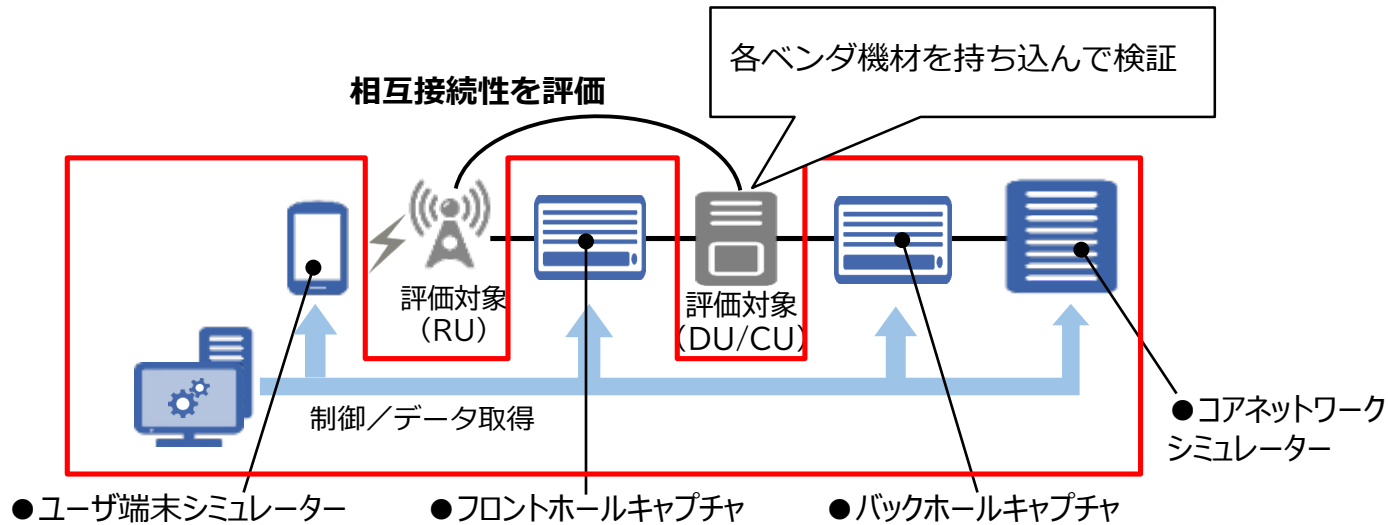 各ベンダ機材を持ち込んで検証
相互接続性を評価
評価対象
(RU)
評価対象
(DU/CU)
制御／データ取得
●コアネットワーク
シミュレーター
●ユーザ端末シミュレーター
●フロントホールキャプチャ
●バックホールキャプチャ